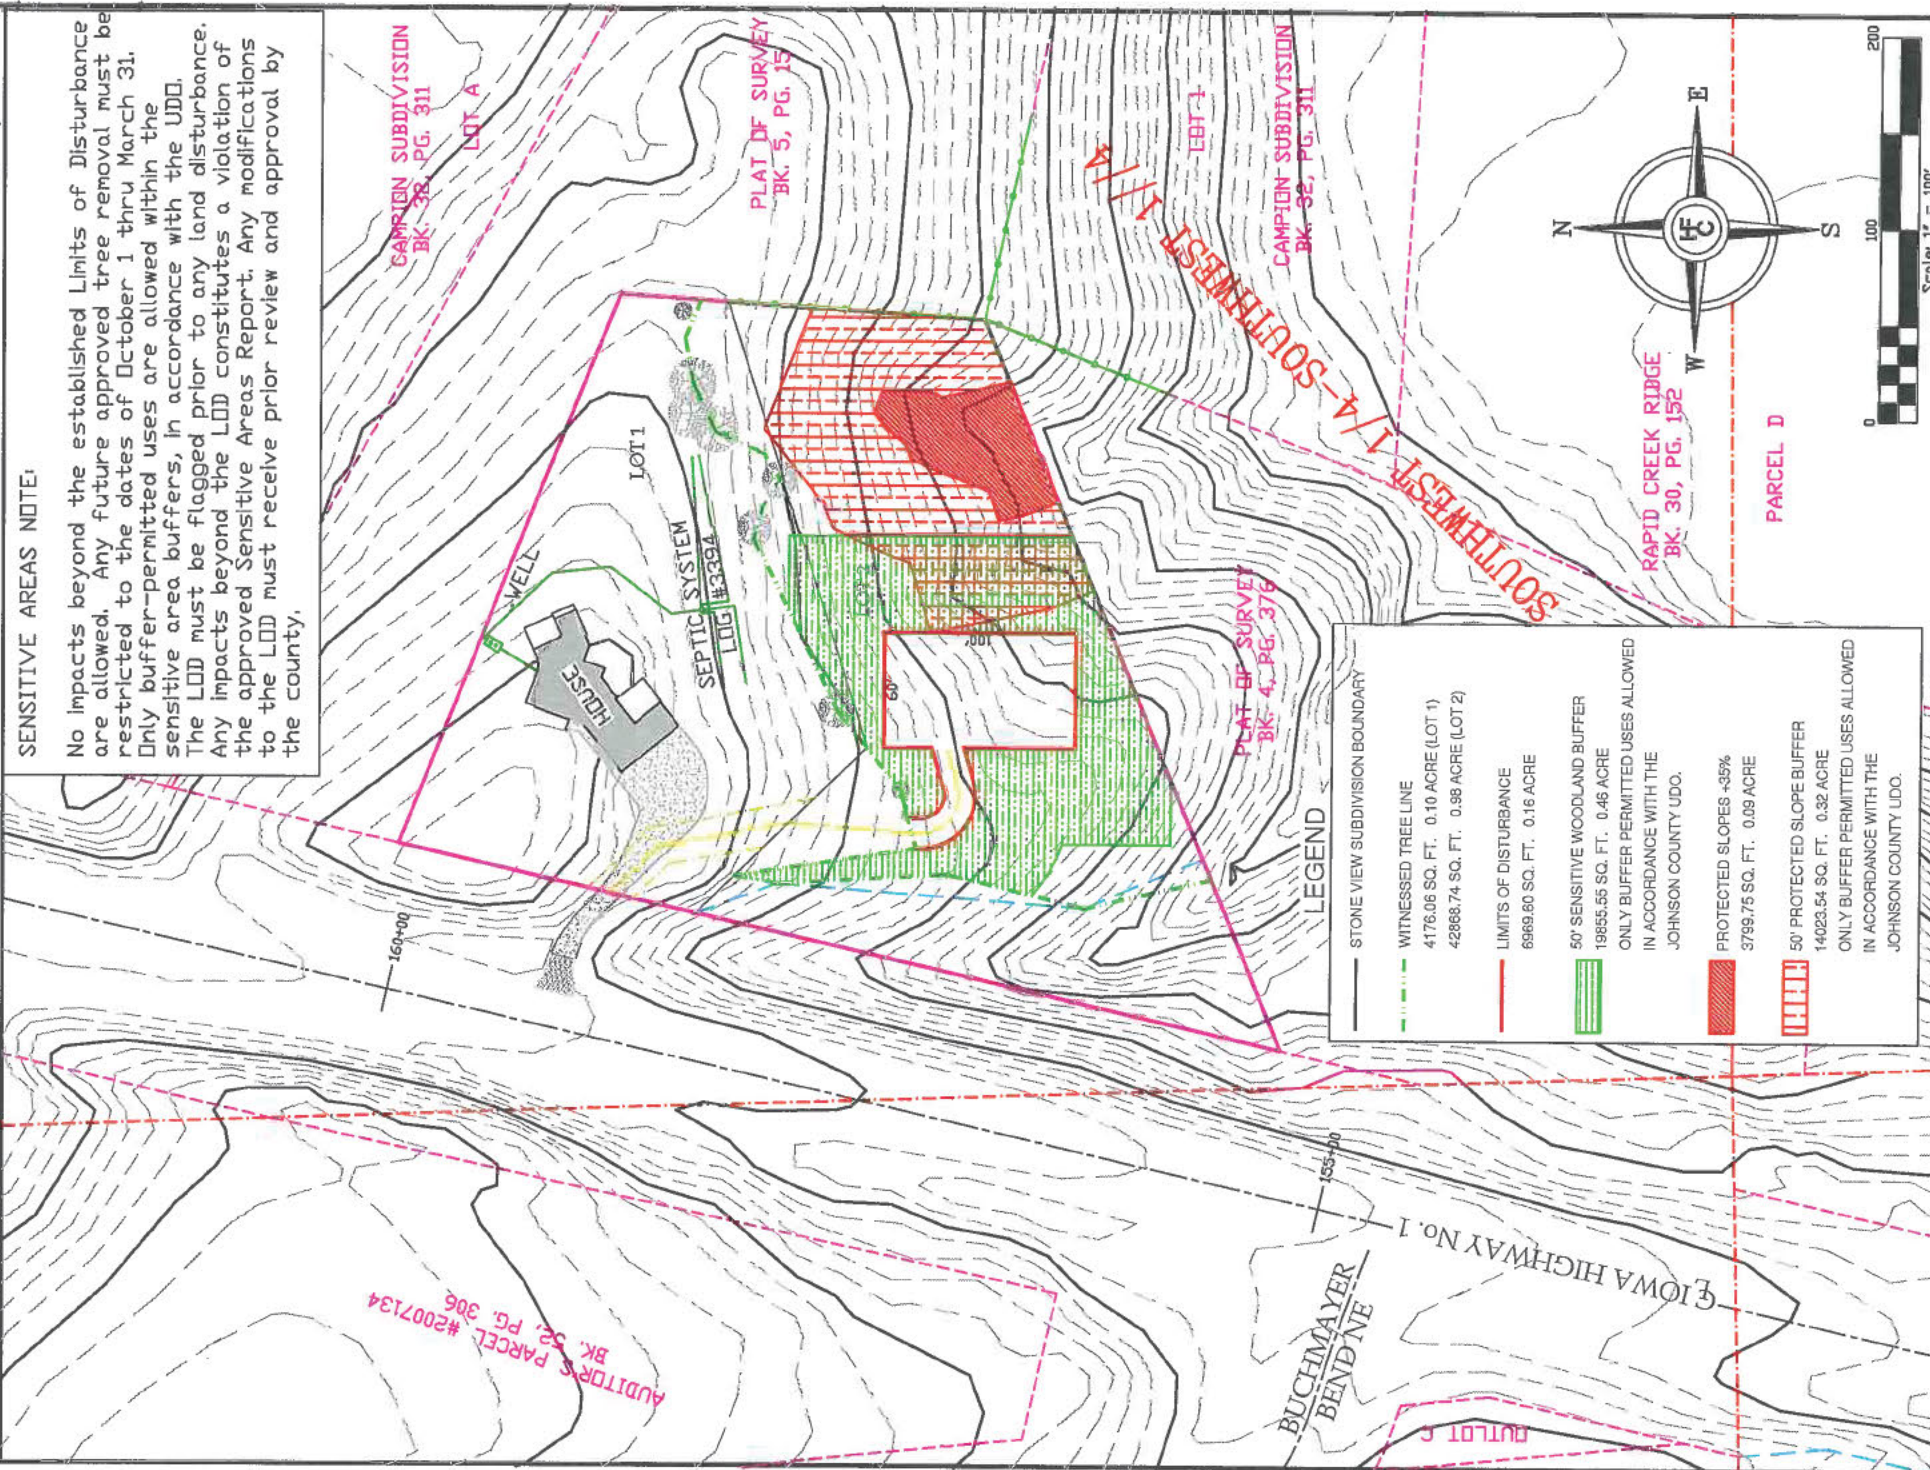 SENSITIVE AREAS NOTE:
No impacts beyond the established Limits of Disturbance
are allowed. Any future approved tree removal must be
restricted to the dates of October 1 thru March 31.
Only buffer-permitted uses are allowed within the
sensitive area buffers, in accordance with the UDO.
The LOD must be flagged prior to any land disturbance.
Any impacts beyond the LOD constitutes a violation of
the approved Sensitive Areas Report. Any modifications
to the LOD must receive prior review and approval by
the county.
CAMPION SUBDIVISION
BK. 32, PG. 311
LOT A
PLAT OF SURVEY
BK. 5, PG. 15
LOT 1
CAMPION SUBDIVISION
BK. 32, PG. 311
SOUTHWEST 1/4-SOUTHWEST 1/4
LOT 1
WELL
HOUSE
SEPTIC SYSTEM
LOG #3394
60'
100'
160+00
155+00
PLAT OF SURVEY
BK. 4, PG. 376
RAPID CREEK RIDGE
BK. 30, PG. 152
PARCEL D
N
E
S
W
0
100
200
Scale: 1" = 100'
AUDITOR'S PARCEL #2007134
BK. 52, PG. 306
BUCHMAYER
BEND NE
℄ IOWA HIGHWAY No. 1
OUTLOT C
LEGEND
STONE VIEW SUBDIVISION BOUNDARY
WITNESSED TREE LINE
4176.06 SQ. FT. 0.10 ACRE (LOT 1)
42868.74 SQ. FT. 0.98 ACRE (LOT 2)
LIMITS OF DISTURBANCE
6969.60 SQ. FT. 0.16 ACRE
50' SENSITIVE WOODLAND BUFFER
19855.55 SQ. FT. 0.46 ACRE
ONLY BUFFER PERMITTED USES ALLOWED
IN ACCORDANCE WITH THE
JOHNSON COUNTY UDO.
PROTECTED SLOPES +35%
3799.75 SQ. FT. 0.09 ACRE
50' PROTECTED SLOPE BUFFER
14023.54 SQ. FT. 0.32 ACRE
ONLY BUFFER PERMITTED USES ALLOWED
IN ACCORDANCE WITH THE
JOHNSON COUNTY UDO.